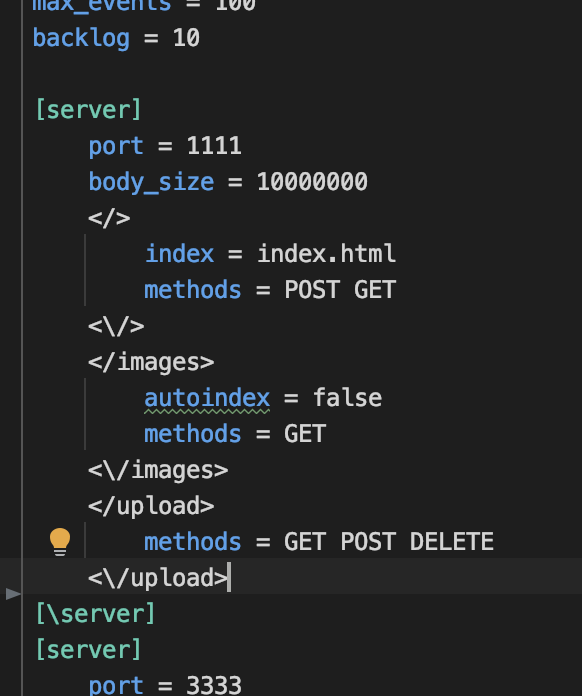 max_events = 100
backlog = 10
[server]
port = 1111
body_size = 10000000
</>
index = index.html
methods = POST GET
<\/>
</images>
autoindex = false
methods = GET
<\/images>
</upload>
methods = GET POST DELETE
<\/upload>
[\server]
[server]
port = 3333